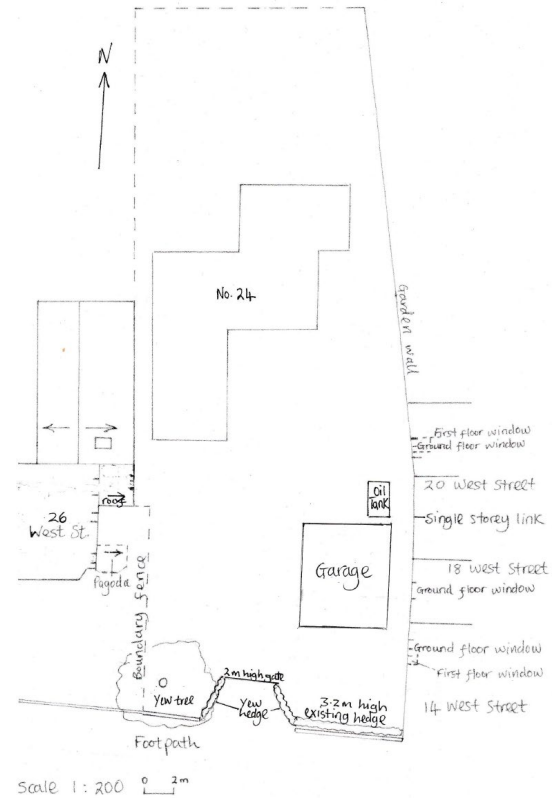 N
No. 24
Garden wall
First floor window
Ground floor window
20 West Street
Oil
Tank
Single storey link
roof
26
West St.
Pagoda
Garage
18 West Street
Ground floor window
Boundary fence
Ground floor window
First floor window
2m high gate
Yew tree
Yew
hedge
3.2m high
existing hedge
14 West Street
Footpath
Scale 1:200
0 2m